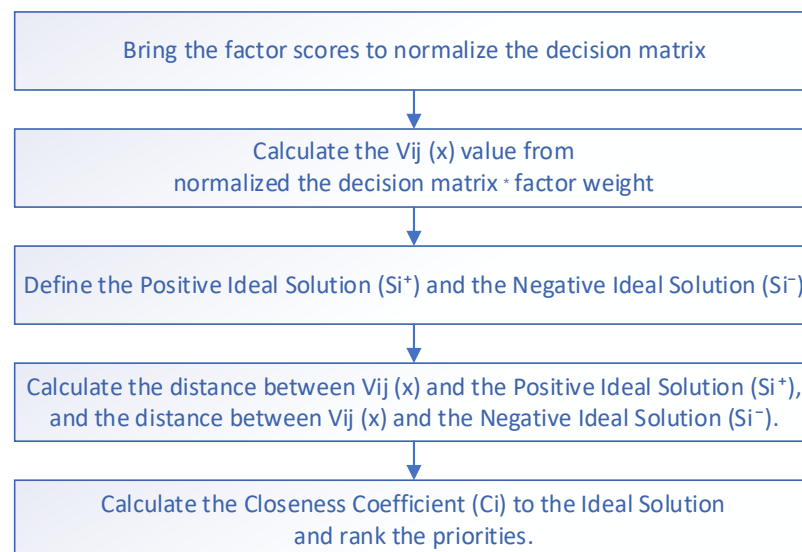 Bring the factor scores to normalize the decision matrix
Calculate the Vij (x) value from
normalized the decision matrix * factor weight
Define the Positive Ideal Solution (Si⁺) and the Negative Ideal Solution (Si⁻)
Calculate the distance between Vij (x) and the Positive Ideal Solution (Si⁺),
and the distance between Vij (x) and the Negative Ideal Solution (Si⁻).
Calculate the Closeness Coefficient (Ci) to the Ideal Solution
and rank the priorities.